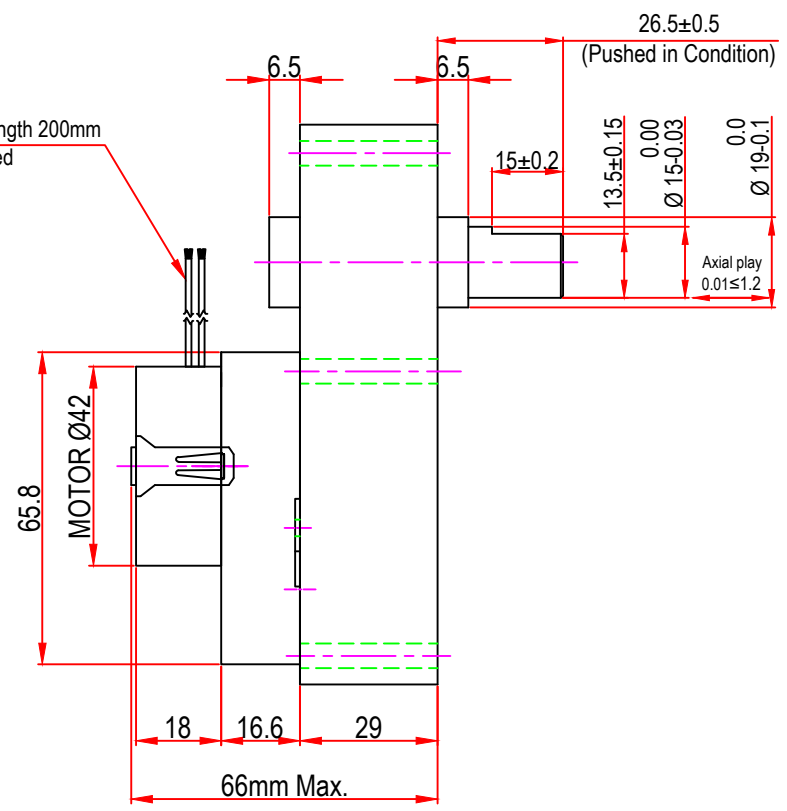 26.5±0.5
(Pushed in Condition)
6.5
6.5
ngth 200mm
ed
15±0.2
13.5±0.15
0.00
Ø 15-0.03
0.0
Ø 19-0.1
Axial play
0.01≤1.2
65.8
MOTOR Ø42
18
16.6
29
66mm Max.